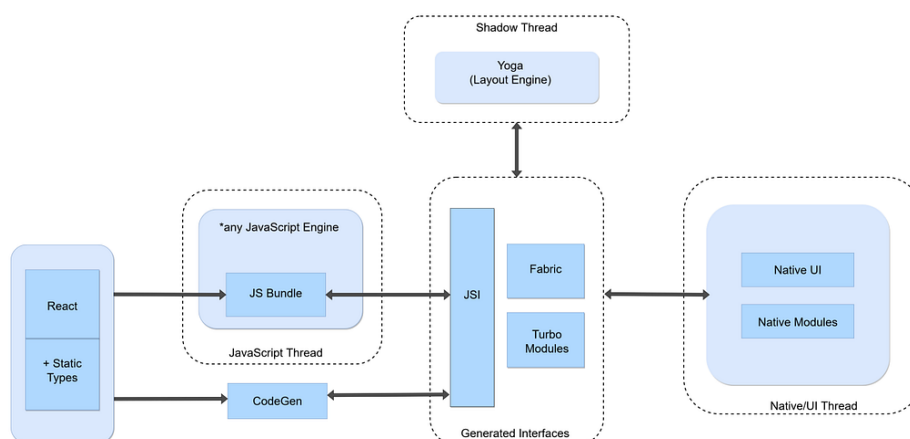 Shadow Thread
Yoga
(Layout Engine)
*any JavaScript Engine
JS Bundle
JavaScript Thread
React
+ Static
Types
CodeGen
JSI
Fabric
Turbo
Modules
Generated Interfaces
Native UI
Native Modules
Native/UI Thread